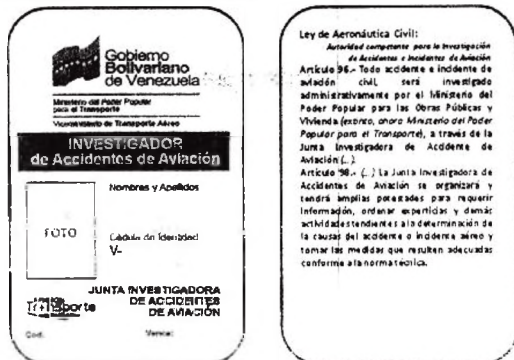 Gobierno
Bolivariano
de Venezuela
Ministerio del Poder Popular
para el Transporte
Viceministerio de Transporte Aéreo
INVESTIGADOR
de Accidentes de Aviación
Nombres y Apellidos
FOTO
Cédula de Identidad
V-
Transporte
JUNTA INVESTIGADORA
DE ACCIDENTES
DE AVIACIÓN
Cod.
Vence:
Ley de Aeronáutica Civil:
Autoridad competente para la Investigación
de Accidentes e Incidentes de Aviación
Artículo 96.- Todo accidente e incidente de
aviación civil, será investigado
administrativamente por el Ministerio del
Poder Popular para las Obras Públicas y
Vivienda (extinto, ahora Ministerio del Poder
Popular para el Transporte), a través de la
Junta Investigadora de Accidente de
Aviación (...)
Artículo 98.- (...) La Junta Investigadora de
Accidentes de Aviación se organizará y
tendrá amplias potestades para requerir
información, ordenar experticias y demás
actividades tendientes a la determinación de
la causas del accidente o incidente aéreo y
tomar las medidas que resulten adecuadas
conforme a la norma técnica.